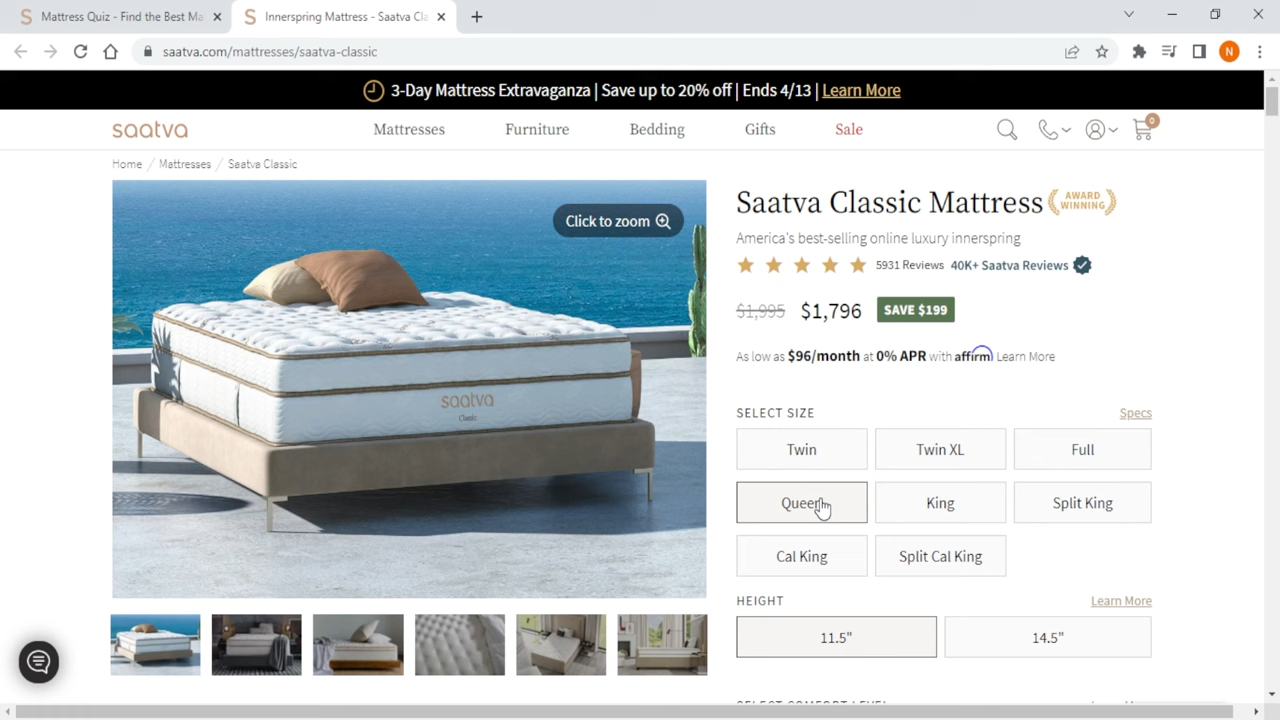 Mattress Quiz - Find the Best Ma
Innerspring Mattress - Saatva Cla
saatva.com/mattresses/saatva-classic
N
3-Day Mattress Extravaganza | Save up to 20% off | Ends 4/13 | Learn More
saatva
Mattresses
Furniture
Bedding
Gifts
Sale
0
Home / Mattresses / Saatva Classic
Click to zoom
saatva
Classic
Saatva Classic Mattress
AWARD
WINNING
America's best-selling online luxury innerspring
5931 Reviews 40K+ Saatva Reviews
$1,995 $1,796 SAVE $199
As low as $96/month at 0% APR with affirm Learn More
SELECT SIZE
Specs
Twin
Twin XL
Full
Queen
King
Split King
Cal King
Split Cal King
HEIGHT
Learn More
11.5"
14.5"